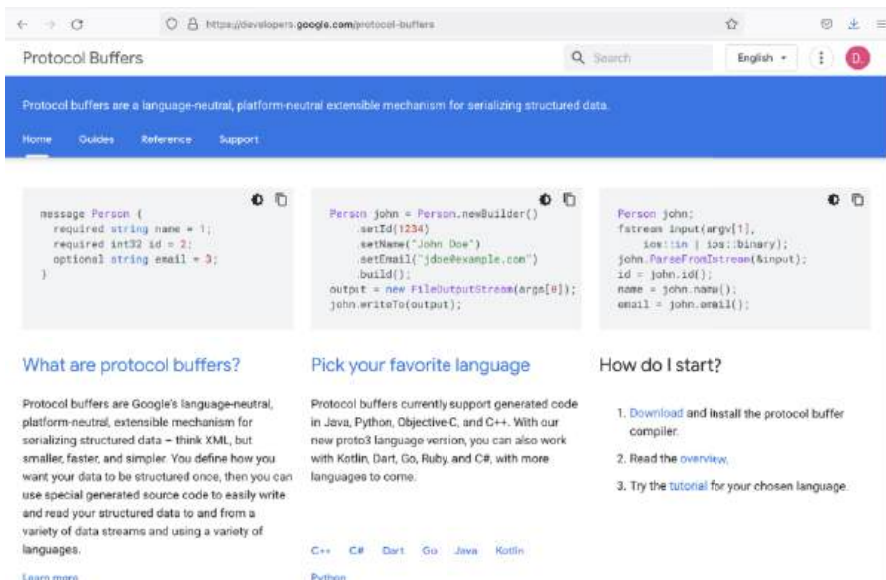 https://developers.google.com/protocol-buffers
Protocol Buffers
Search
English
D.
Protocol buffers are a language-neutral, platform-neutral extensible mechanism for serializing structured data.
Home Guides Reference Support
message Person {
required string name = 1;
required int32 id = 2;
optional string email = 3;
}
Person john = Person.newBuilder()
.setId(1234)
.setName("John Doe")
.setEmail("jdoe@example.com")
.build();
output = new FileOutputStream(args[0]);
john.writeTo(output);
Person john;
fstream input(argv[1],
ios::in | ios::binary);
john.ParseFromIstream(&input);
id = john.id();
name = john.name();
email = john.email();
What are protocol buffers?
Protocol buffers are Google's language-neutral,
platform-neutral, extensible mechanism for
serializing structured data – think XML, but
smaller, faster, and simpler. You define how you
want your data to be structured once, then you can
use special generated source code to easily write
and read your structured data to and from a
variety of data streams and using a variety of
languages.
Learn more
Pick your favorite language
Protocol buffers currently support generated code
in Java, Python, Objective-C, and C++. With our
new proto3 language version, you can also work
with Kotlin, Dart, Go, Ruby, and C#, with more
languages to come.
C++ C# Dart Go Java Kotlin
Python
How do I start?
1. Download and install the protocol buffer
compiler.
2. Read the overview.
3. Try the tutorial for your chosen language.